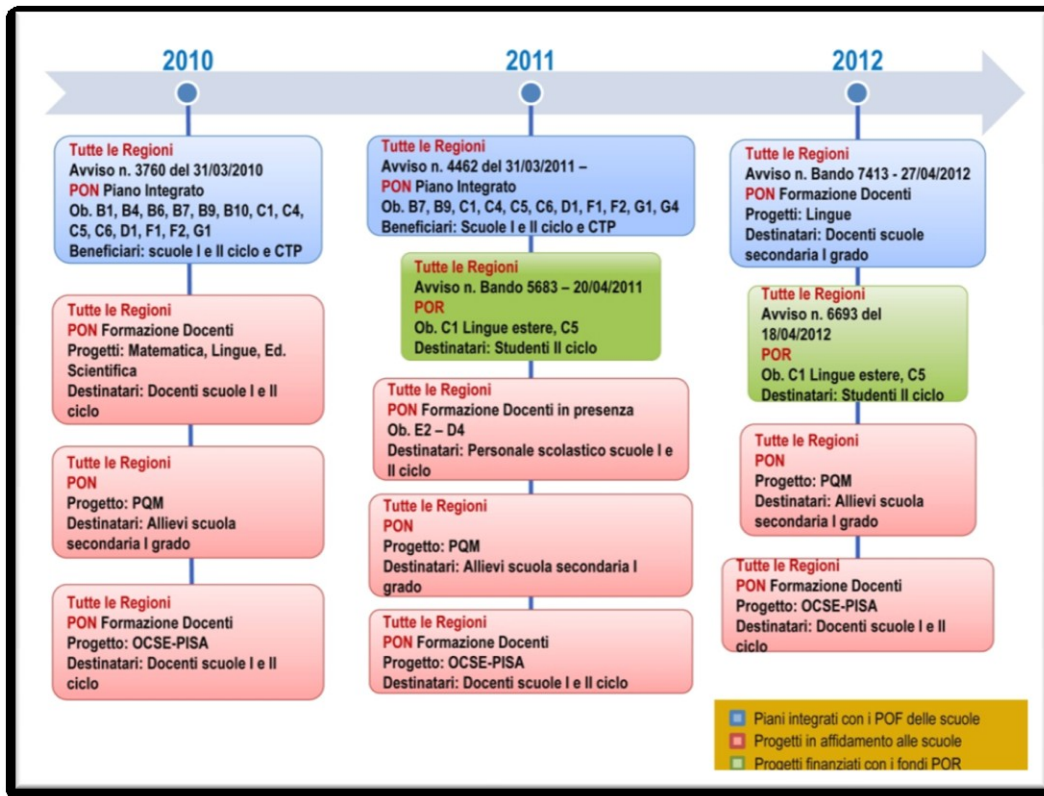 2010
2011
2012
Tutte le Regioni
Avviso n. 3760 del 31/03/2010
PON Piano Integrato
Ob. B1, B4, B6, B7, B9, B10, C1, C4,
C5, C6, D1, F1, F2, G1
Beneficiari: scuole I e II ciclo e CTP
Tutte le Regioni
PON Formazione Docenti
Progetti: Matematica, Lingue, Ed.
Scientifica
Destinatari: Docenti scuole I e II
ciclo
Tutte le Regioni
PON
Progetto: PQM
Destinatari: Allievi scuola
secondaria I grado
Tutte le Regioni
PON Formazione Docenti
Progetto: OCSE-PISA
Destinatari: Docenti scuole I e II
ciclo
Tutte le Regioni
Avviso n. 4462 del 31/03/2011 –
PON Piano Integrato
Ob. B7, B9, C1, C4, C5, C6, D1, F1, F2, G1, G4
Beneficiari: Scuole I e II ciclo e CTP
Tutte le Regioni
Avviso n. Bando 5683 – 20/04/2011
POR
Ob. C1 Lingue estere, C5
Destinatari: Studenti II ciclo
Tutte le Regioni
PON Formazione Docenti in presenza
Ob. E2 – D4
Destinatari: Personale scolastico scuole I e
II ciclo
Tutte le Regioni
PON
Progetto: PQM
Destinatari: Allievi scuola secondaria I
grado
Tutte le Regioni
PON Formazione Docenti
Progetto: OCSE-PISA
Destinatari: Docenti scuole I e II ciclo
Tutte le Regioni
Avviso n. Bando 7413 - 27/04/2012
PON Formazione Docenti
Progetti: Lingue
Destinatari: Docenti scuole
secondaria I grado
Tutte le Regioni
Avviso n. 6693 del
18/04/2012
POR
Ob. C1 Lingue estere, C5
Destinatari: Studenti II ciclo
Tutte le Regioni
PON
Progetto: PQM
Destinatari: Allievi scuola
secondaria I grado
Tutte le Regioni
PON Formazione Docenti
Progetto: OCSE-PISA
Destinatari: Docenti scuole I e II
ciclo
Piani integrati con i POF delle scuole
Progetti in affidamento alle scuole
Progetti finanziati con i fondi POR